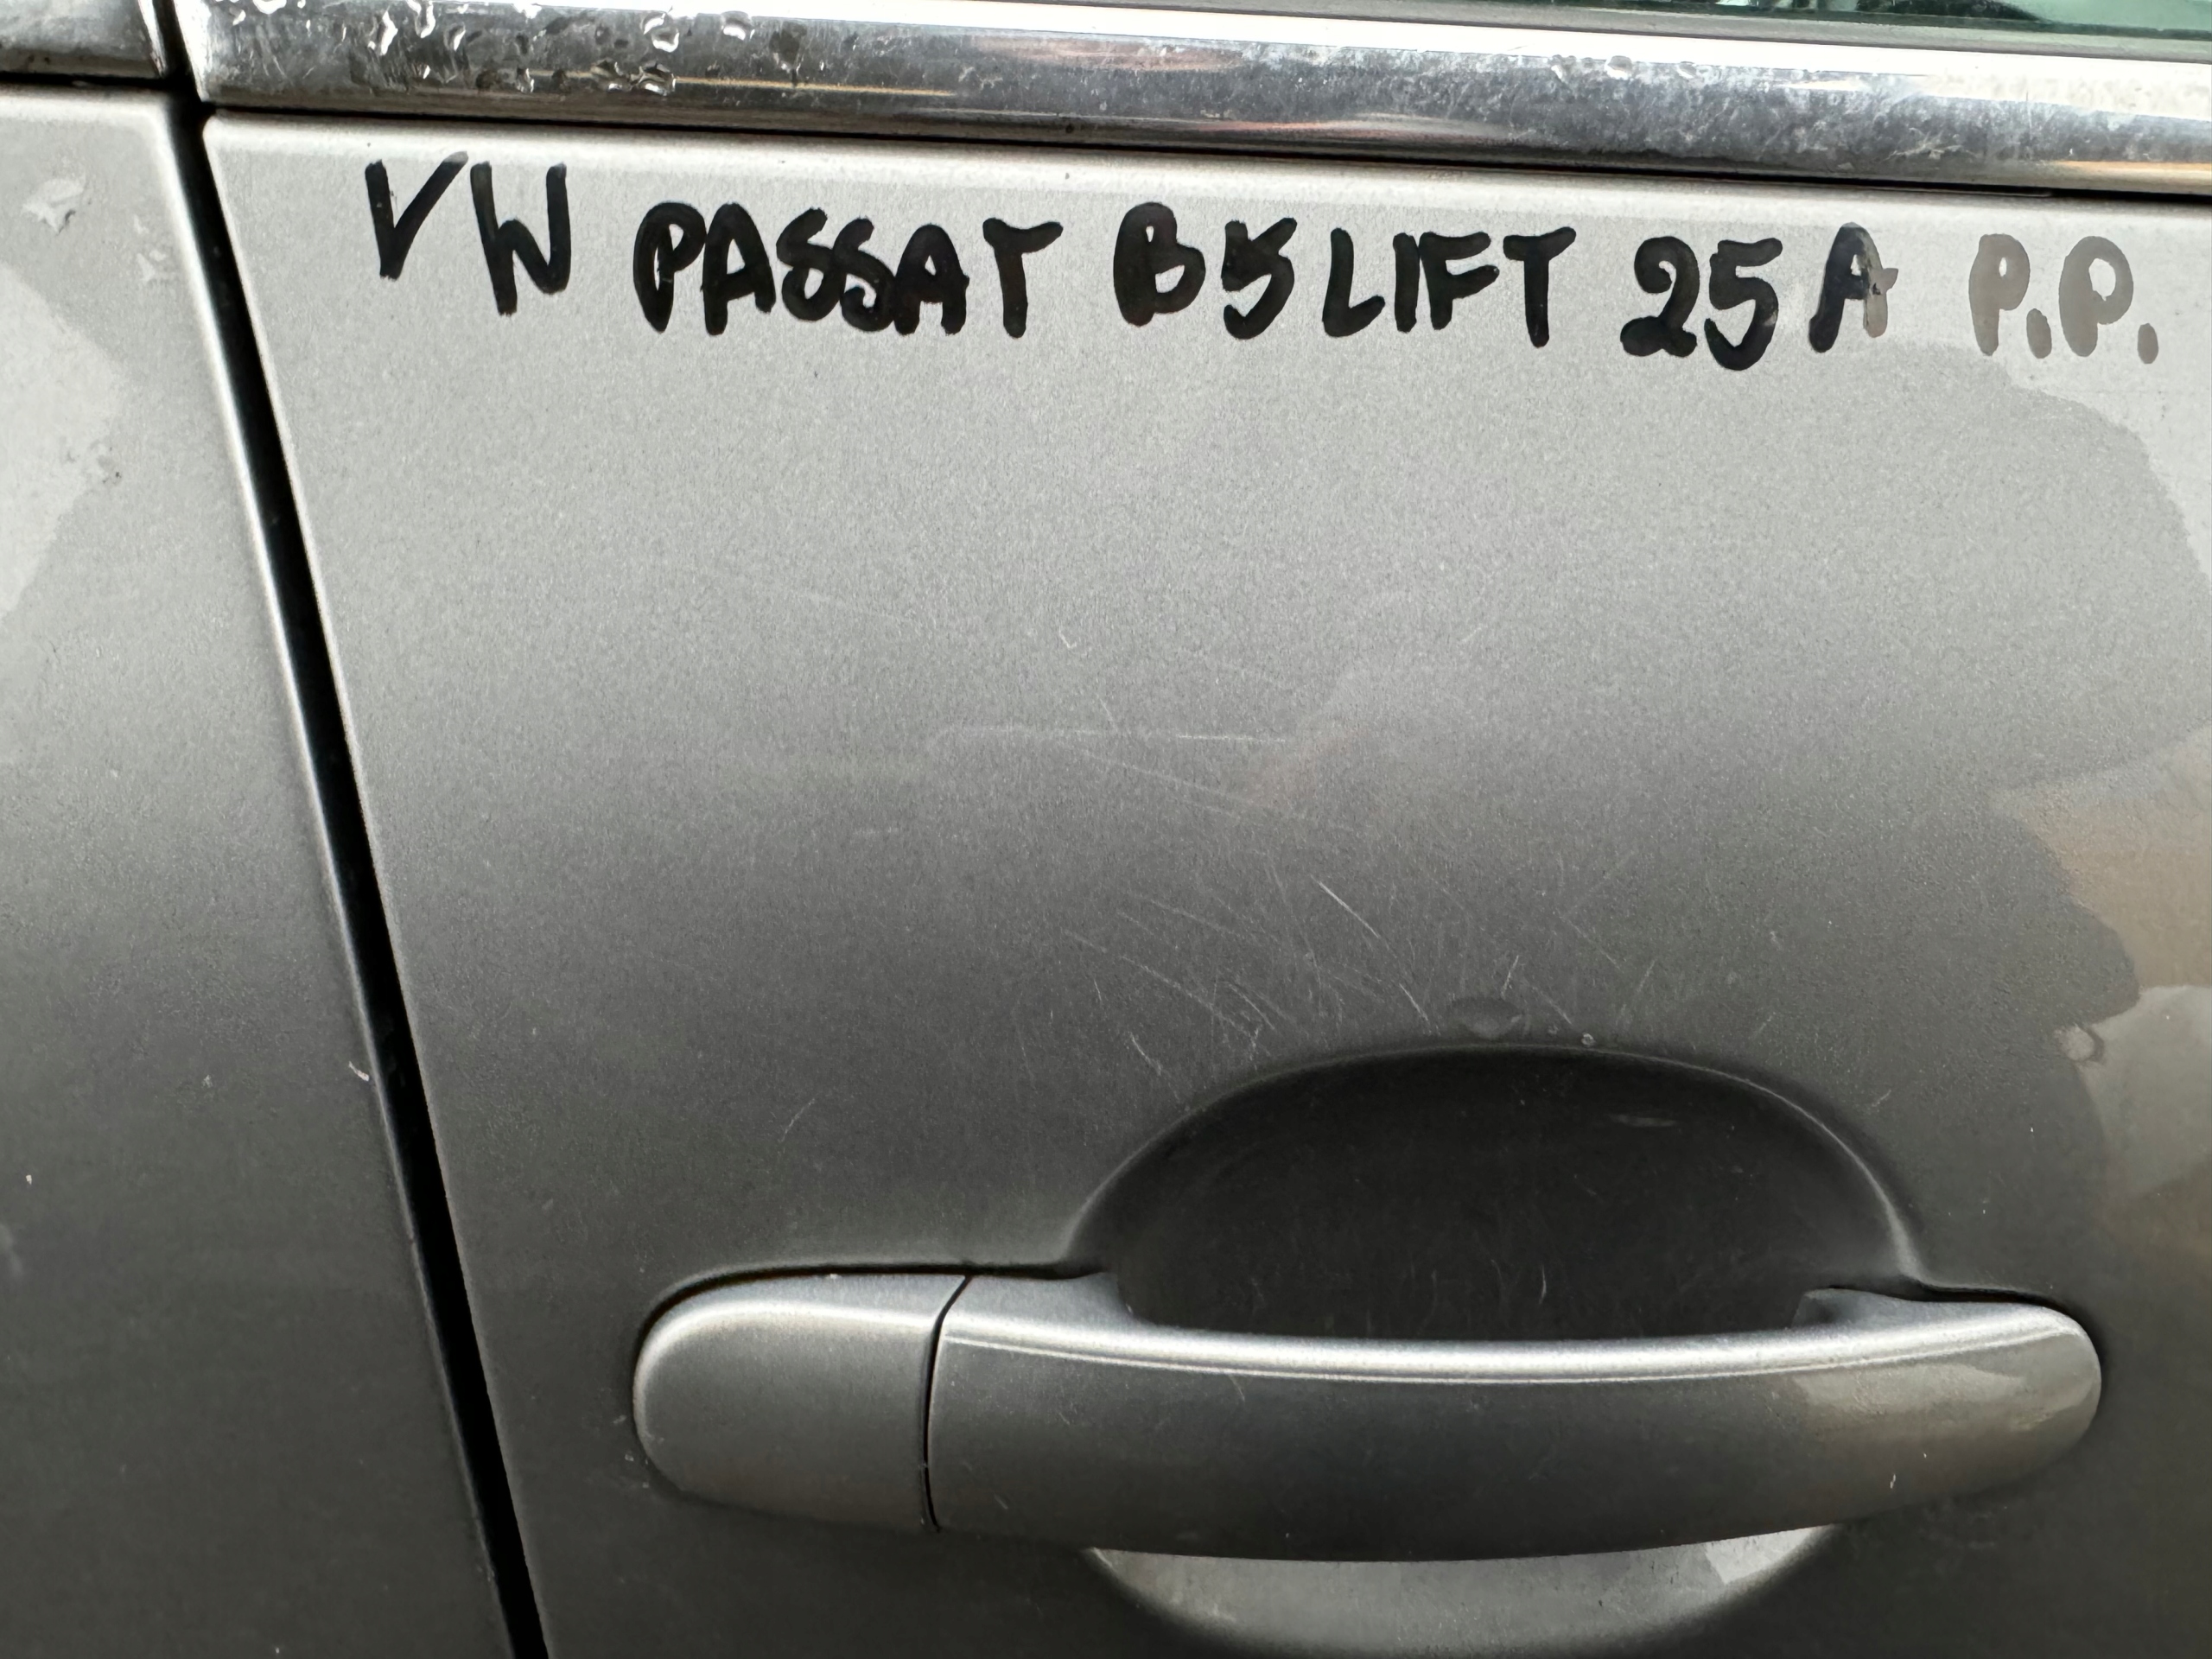 VW PASSAT B5 LIFT 25A P.P.